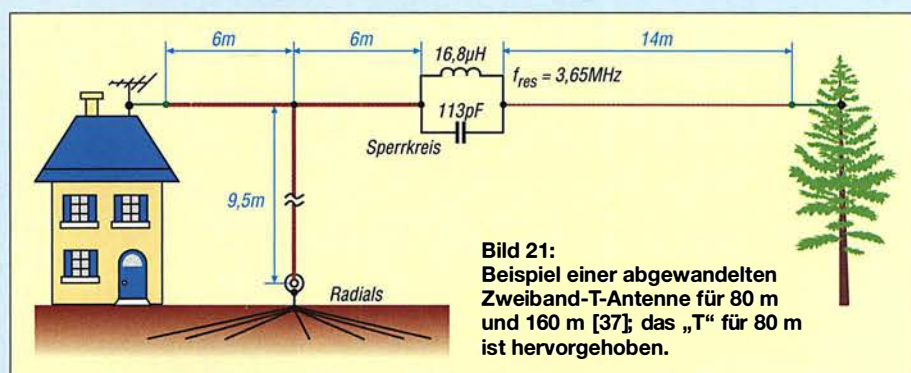 6m
6m
14m
16,8µH
f_res = 3,65MHz
113pF
Sperrkreis
9,5m
Radials
Bild 21:
Beispiel einer abgewandelten
Zweiband-T-Antenne für 80 m
und 160 m [37]; das „T“ für 80 m
ist hervorgehoben.